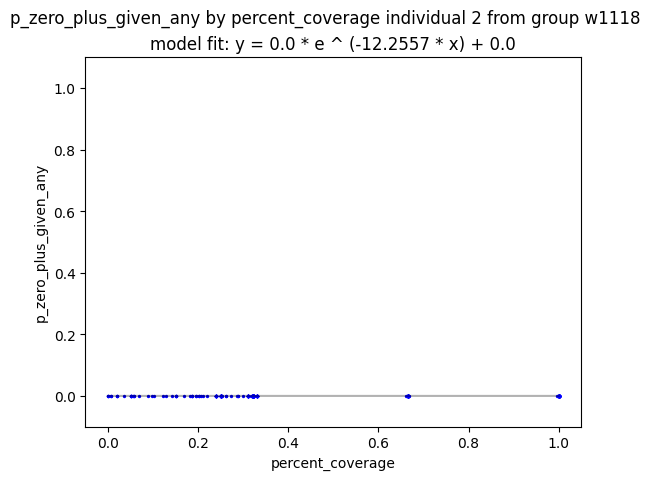 p_zero_plus_given_any by percent_coverage individual 2 from group w1118
model fit: y = 0.0 * e ^ (-12.2557 * x) + 0.0
1.0
0.8
0.6
0.4
0.2
0.0
p_zero_plus_given_any
0.0 0.2 0.4 0.6 0.8 1.0
percent_coverage